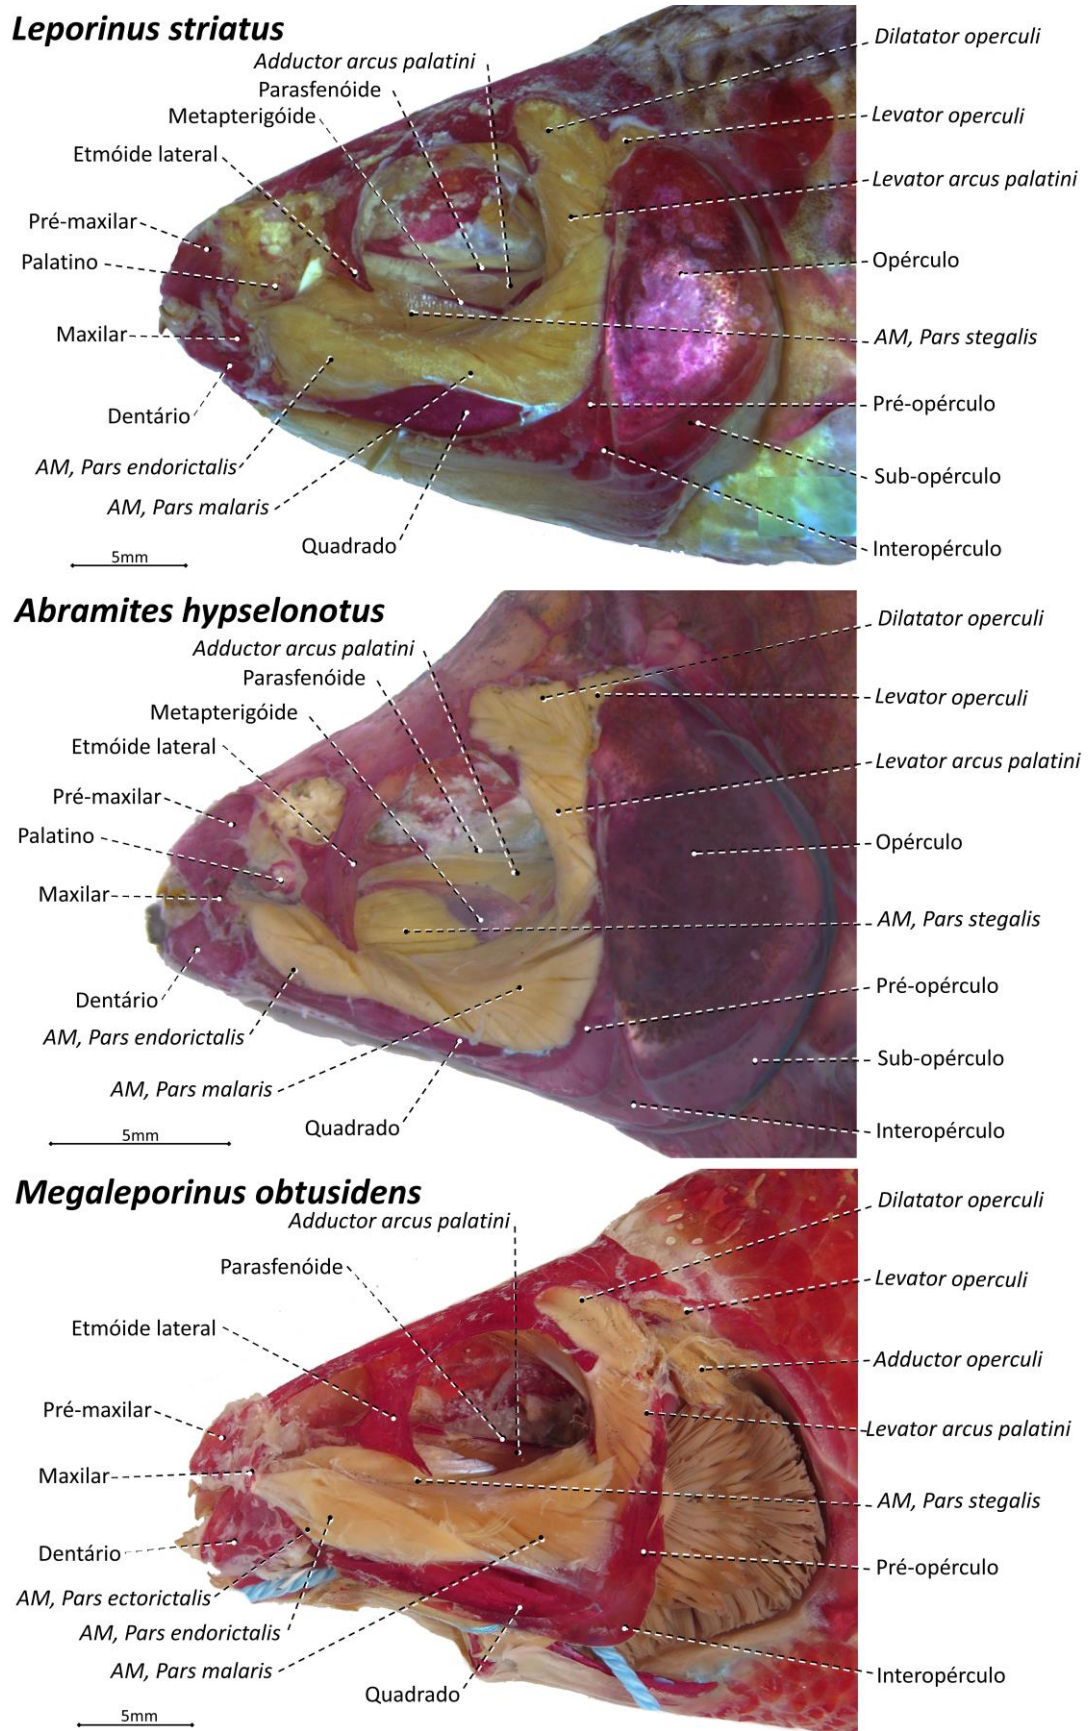 Leporinus striatus
Dilatator operculi
Adductor arcus palatini
Parasfenóide
Levator operculi
Metapterigóide
Etmóide lateral
Levator arcus palatini
Pré-maxilar
Palatino
Opérculo
Maxilar
AM, Pars stegalis
Pré-opérculo
Dentário
AM, Pars endorictalis
Sub-opérculo
AM, Pars malaris
Quadrado
Interopérculo
5mm
Abramites hypselonotus
Dilatator operculi
Adductor arcus palatini
Parasfenóide
Levator operculi
Metapterigóide
Etmóide lateral
Levator arcus palatini
Pré-maxilar
Palatino
Opérculo
Maxilar
AM, Pars stegalis
Pré-opérculo
Dentário
AM, Pars endorictalis
Sub-opérculo
AM, Pars malaris
Quadrado
Interopérculo
5mm
Megaleporinus obtusidens
Dilatator operculi
Adductor arcus palatini
Parasfenóide
Levator operculi
Etmóide lateral
Adductor operculi
Pré-maxilar
Levator arcus palatini
Maxilar
AM, Pars stegalis
Dentário
Pré-opérculo
AM, Pars ectorictalis
AM, Pars endorictalis
AM, Pars malaris
Interopérculo
Quadrado
5mm